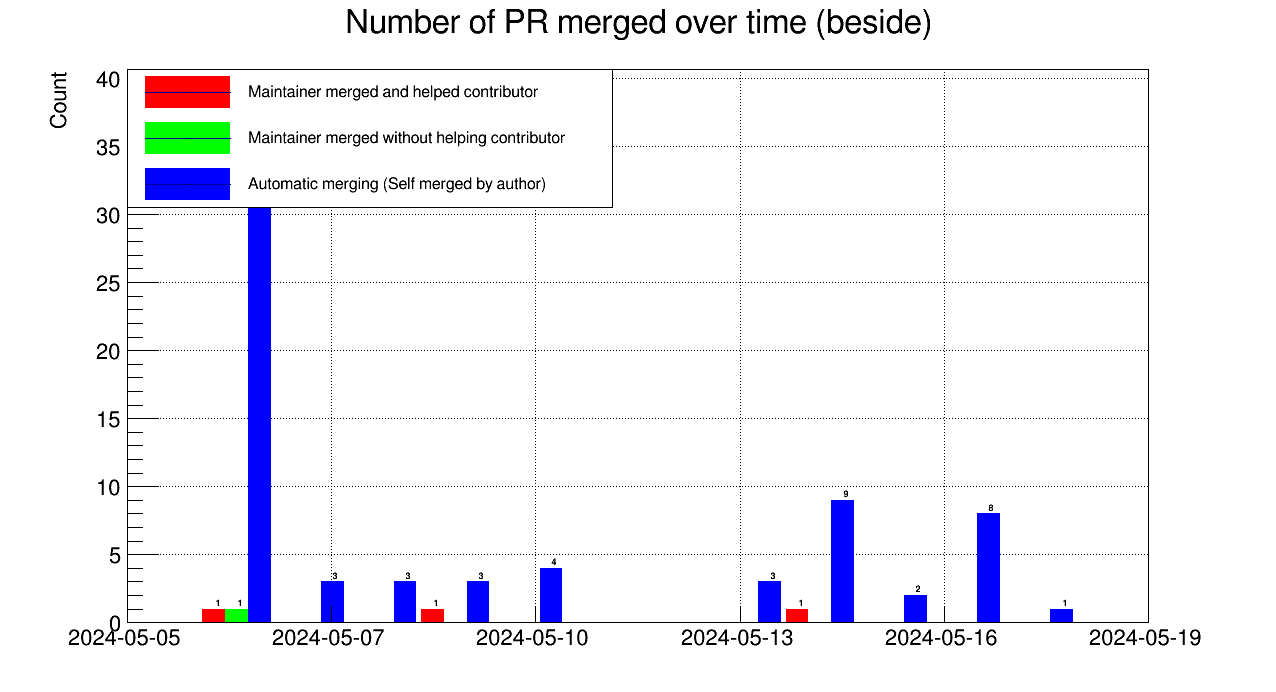 Number of PR merged over time (beside)
Count
40
35
30
25
20
15
10
5
0
Maintainer merged and helped contributor
Maintainer merged without helping contributor
Automatic merging (Self merged by author)
1 1 3 3 1 3 4 3 1 9 2 8 1
2024-05-05 2024-05-07 2024-05-10 2024-05-13 2024-05-16 2024-05-19